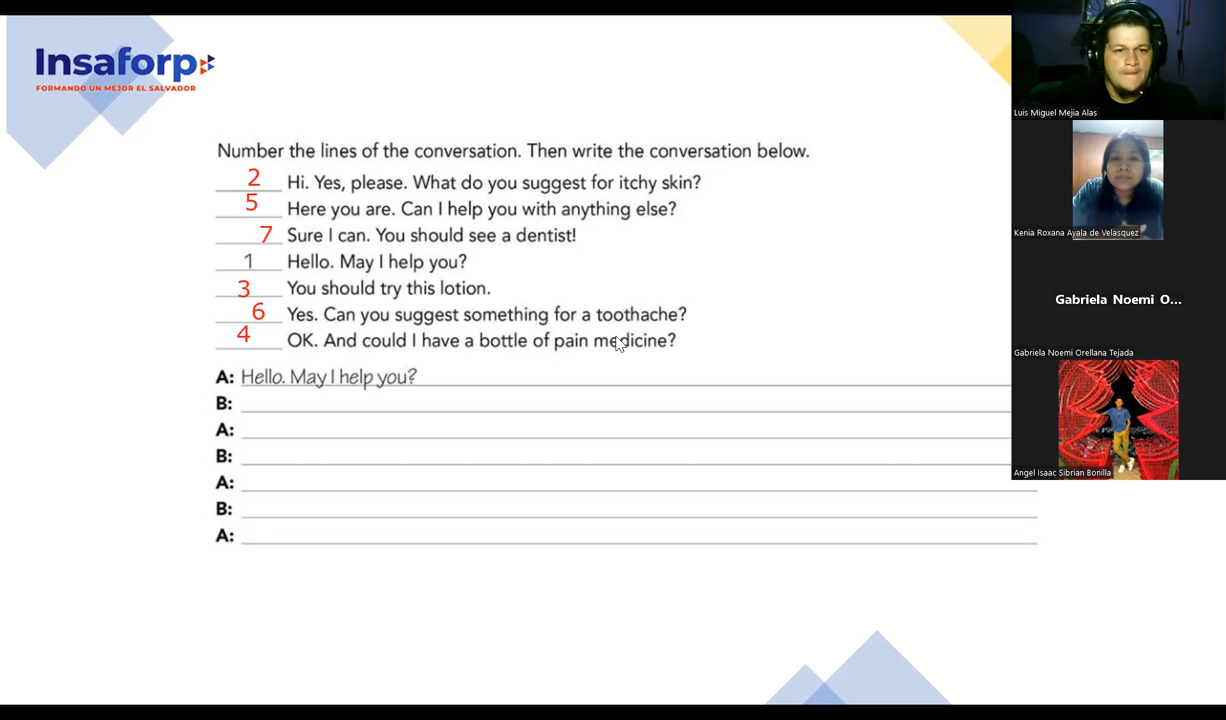 Insaforp
FORMANDO UN MEJOR EL SALVADOR
Number the lines of the conversation. Then write the conversation below.
2 Hi. Yes, please. What do you suggest for itchy skin?
5 Here you are. Can I help you with anything else?
7 Sure I can. You should see a dentist!
1 Hello. May I help you?
3 You should try this lotion.
6 Yes. Can you suggest something for a toothache?
4 OK. And could I have a bottle of pain medicine?
A: Hello. May I help you?
B:
A:
B:
A:
B:
A:
Luis Miguel Mejia Alas
Kenia Roxana Ayala de Velasquez
Gabriela Noemi O...
Gabriela Noemi Orellana Tejada
Angel Isaac Sibrian Bonilla